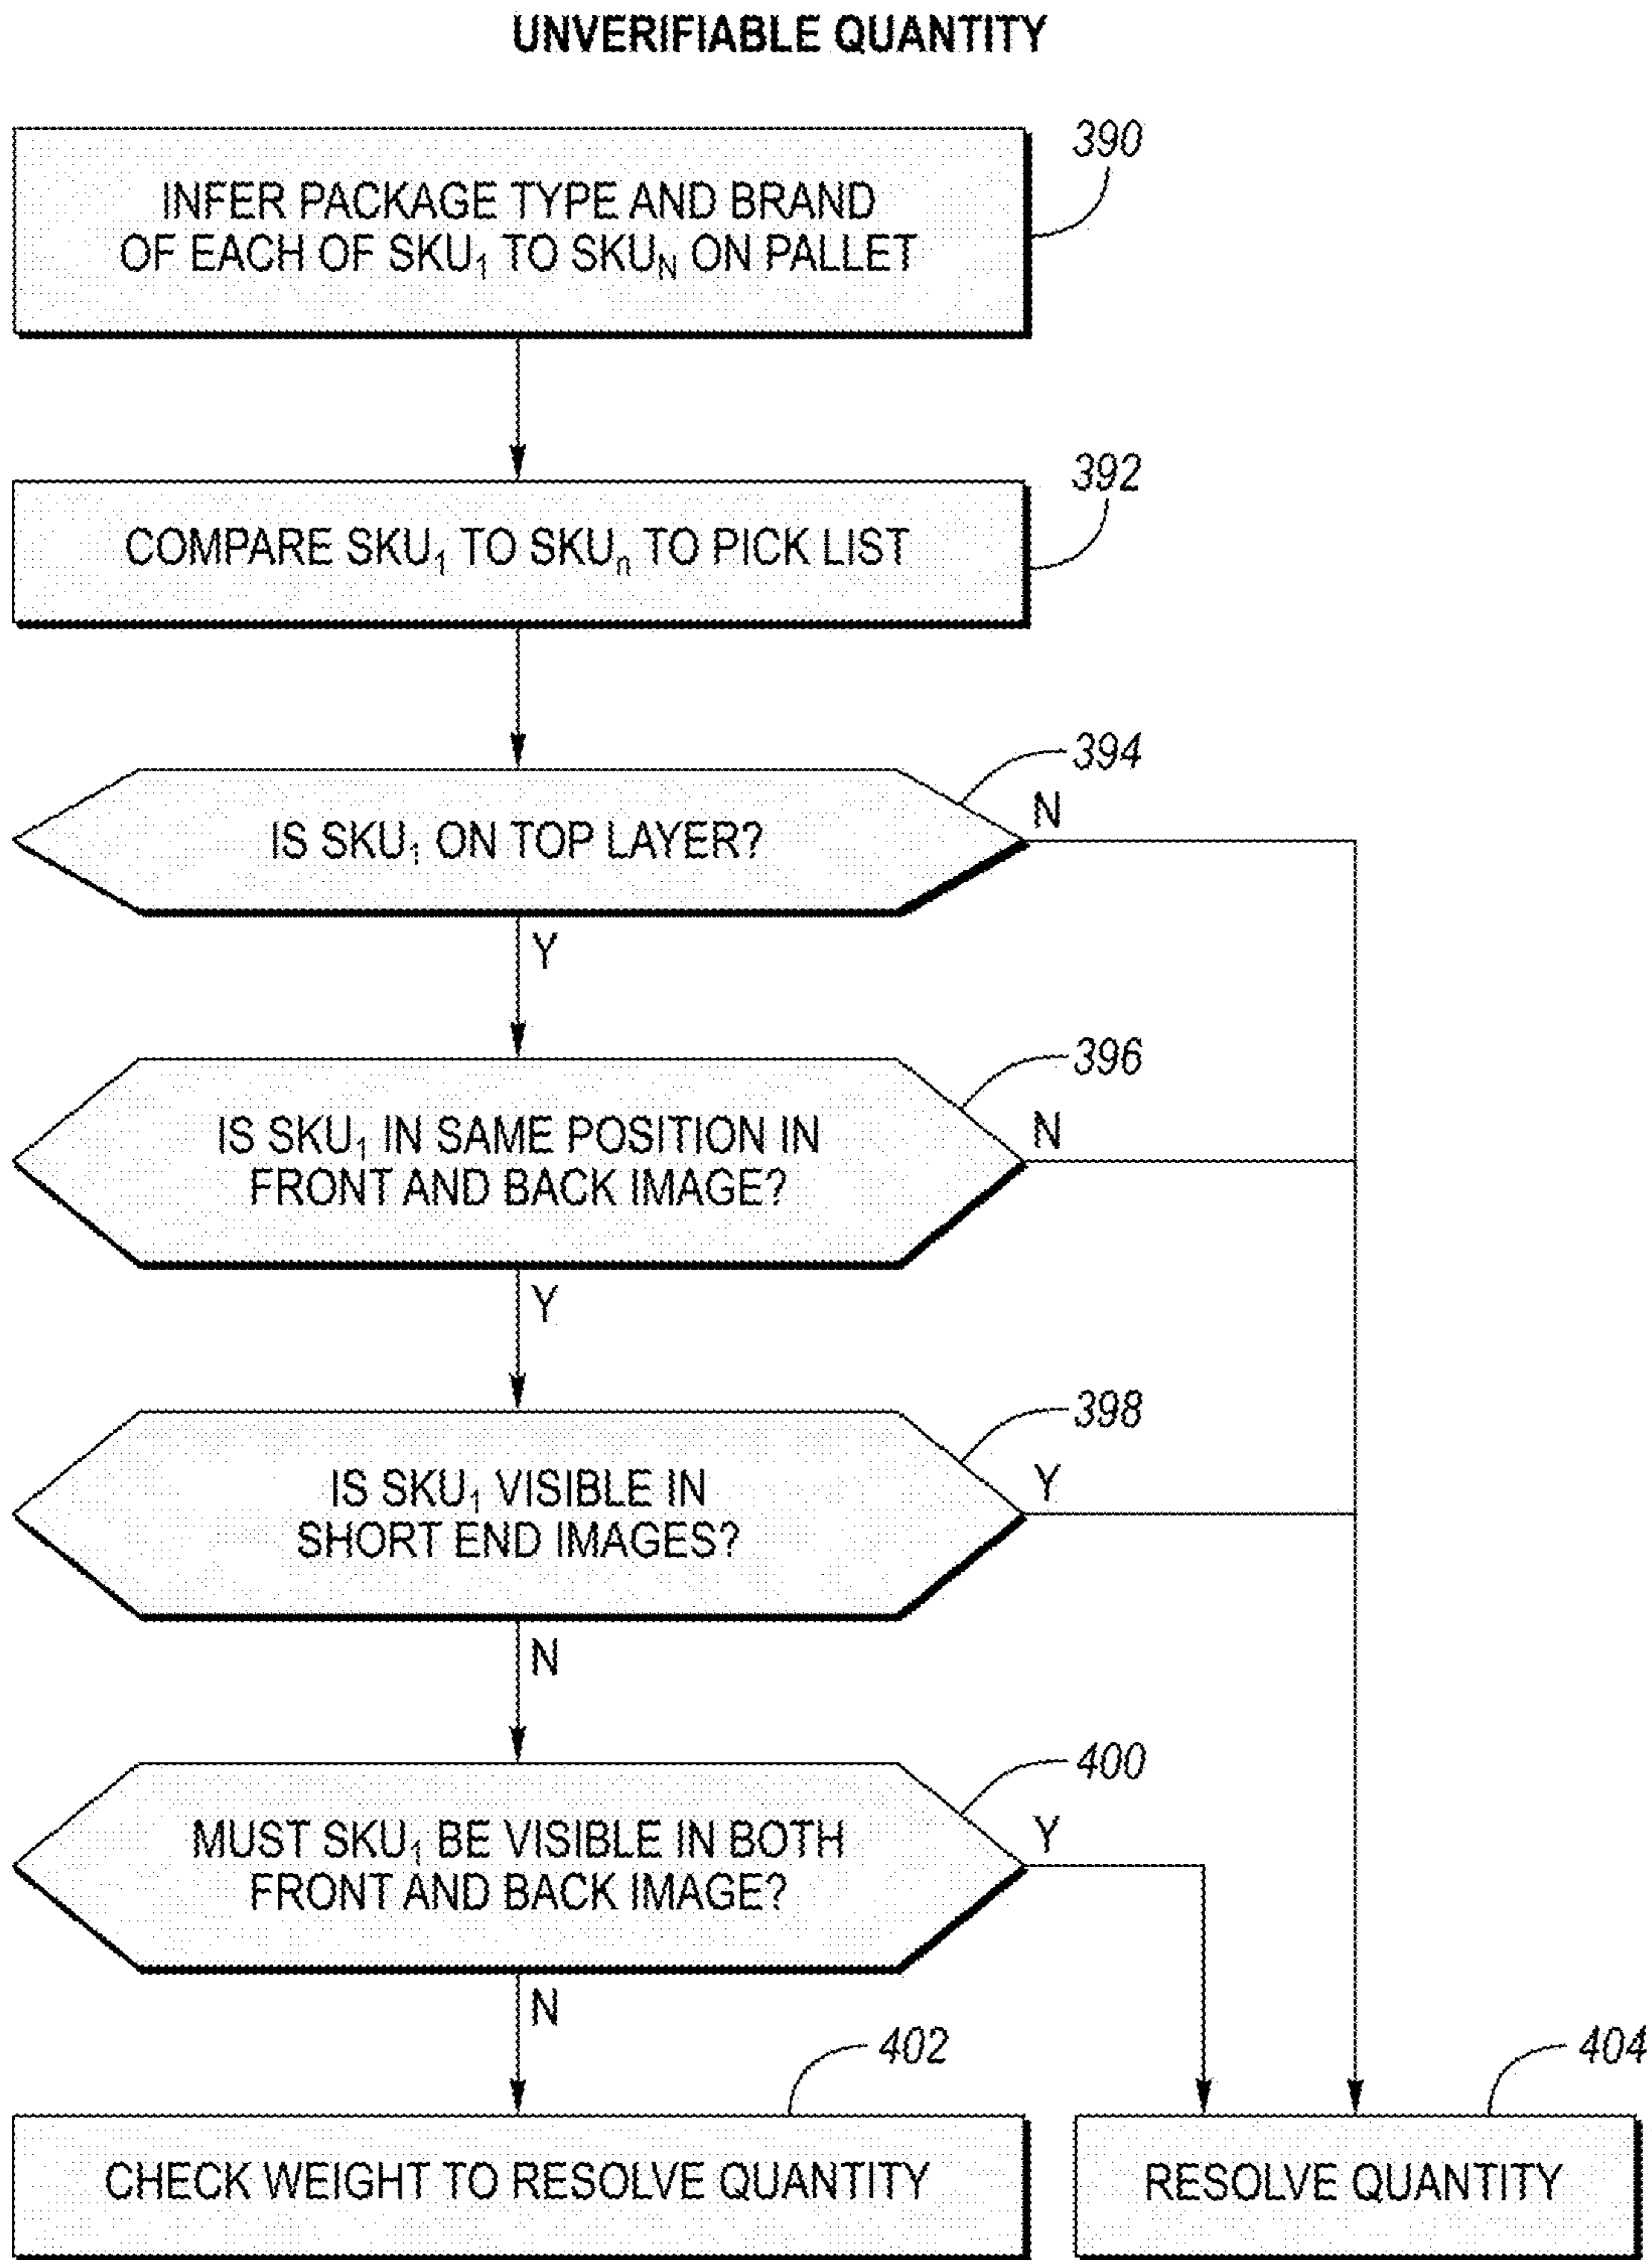 UNVERIFIABLE QUANTITY
390
INFER PACKAGE TYPE AND BRAND
OF EACH OF SKU₁ TO SKU_N ON PALLET
392
COMPARE SKU₁ TO SKUₙ TO PICK LIST
394
N
IS SKU₁ ON TOP LAYER?
Y
396
N
IS SKU₁ IN SAME POSITION IN
FRONT AND BACK IMAGE?
Y
398
Y
IS SKU₁ VISIBLE IN
SHORT END IMAGES?
N
400
Y
MUST SKU₁ BE VISIBLE IN BOTH
FRONT AND BACK IMAGE?
N
402
404
CHECK WEIGHT TO RESOLVE QUANTITY
RESOLVE QUANTITY